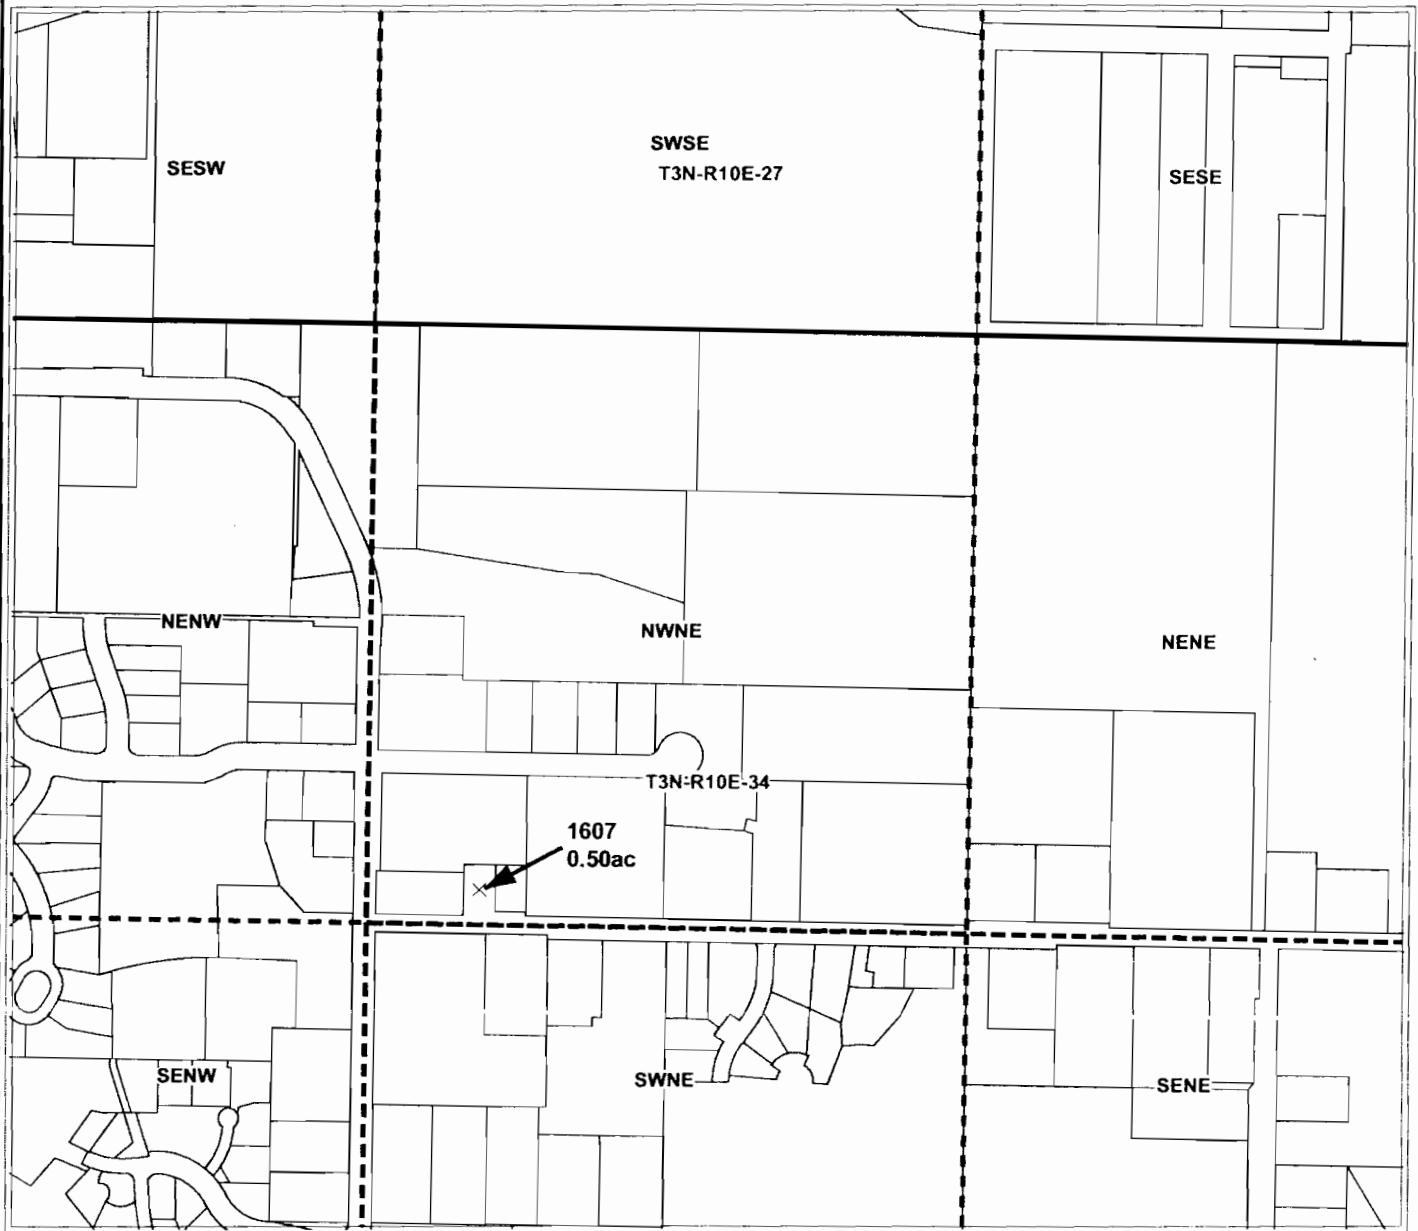 SWSE
T3N-R10E-27
SESW
SESE
NENW
NWNE
NENE
T3N-R10E-34
1607
0.50ac
SENW
SWNE
SENE